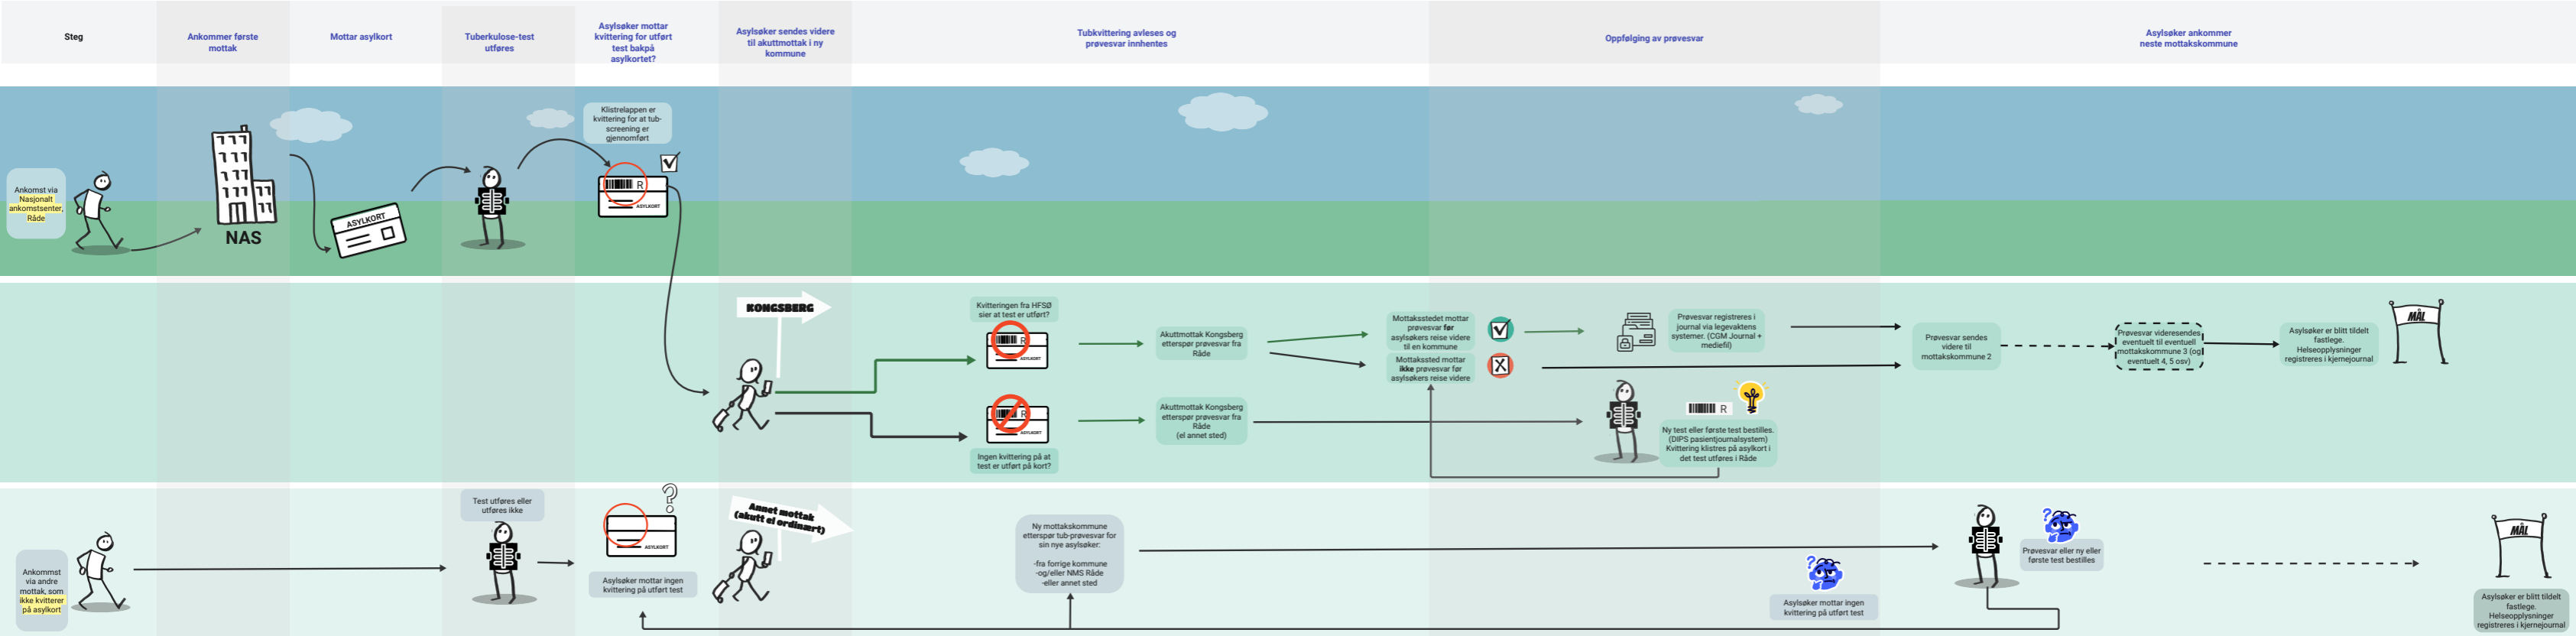 Steg
Ankommer første
mottak
Mottar asylkort
Tuberkulose-test
utføres
Asylsøker mottar
kvittering for utført
test bakpå
asylkortet?
Asylsøker sendes videre
til akuttmottak i ny
kommune
Tubkvittering avleses og
prøvesvar innhentes
Oppfølging av prøvesvar
Asylsøker ankommer
neste mottakskommune
Ankomst via
Nasjonalt
ankomstsenter,
Råde
NAS
ASYLKORT
Klistrelappen er
kvittering for at tub-
screening er
gjennomført
R
ASYLKORT
KONGSBERG
Kvitteringen fra HFSØ
sier at test er utført?
R
ASYLKORT
Akuttmottak Kongsberg
etterspør prøvesvar fra
Råde
Mottaksstedet mottar
prøvesvar før
asylsøkers reise videre
til en kommune
Mottakssted mottar
ikke prøvesvar før
asylsøkers reise videre
Prøvesvar registreres i
journal via legevaktens
systemer. (CGM Journal +
mediefil)
Prøvesvar sendes
videre til
mottakskommune 2
Prøvesvar videresendes
eventuelt til eventuell
mottakskommune 3 (og
eventuelt 4, 5 osv)
Asylsøker er blitt tildelt
fastlege.
Helseopplysninger
registreres i kjernejournal
MÅL
R
ASYLKORT
Ingen kvittering på at
test er utført på kort?
Akuttmottak Kongsberg
etterspør prøvesvar fra
Råde
(el annet sted)
R
Ny test eller første test bestilles.
(DIPS pasientjournalsystem)
Kvittering klistres på asylkort i
det test utføres i Råde
Ankommst
via andre
mottak, som
ikke kvitterer
på asylkort
Test utføres eller
utføres ikke
?
ASYLKORT
Asylsøker mottar ingen
kvittering på utført test
Annet mottak
(akutt el ordinært)
Ny mottakskommune
etterspør tub-prøvesvar for
sin nye asylsøker:
-fra forrige kommune
-og/eller NMS Råde
-eller annet sted
?
Asylsøker mottar ingen
kvittering på utført test
?
Prøvesvar eller ny eller
første test bestilles
MÅL
Asylsøker er blitt tildelt
fastlege.
Helseopplysninger
registreres i kjernejournal